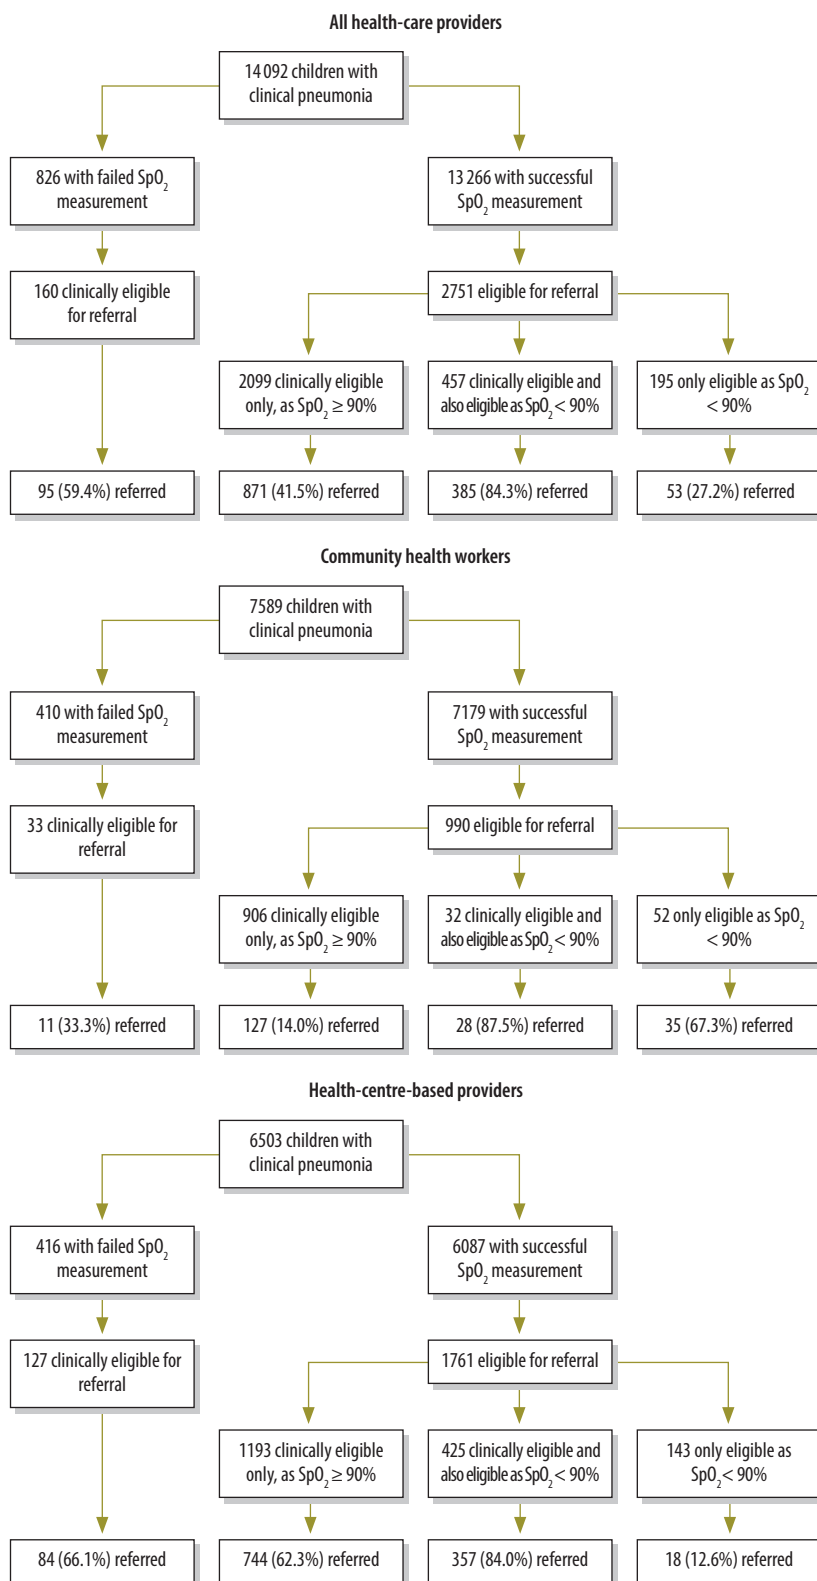 All health-care providers
14 092 children with
clinical pneumonia
826 with failed SpO₂
measurement
13 266 with successful
SpO₂ measurement
160 clinically eligible
for referral
2751 eligible for referral
2099 clinically eligible
only, as SpO₂ ≥ 90%
457 clinically eligible and
also eligible as SpO₂ < 90%
195 only eligible as SpO₂
< 90%
95 (59.4%) referred
871 (41.5%) referred
385 (84.3%) referred
53 (27.2%) referred
Community health workers
7589 children with
clinical pneumonia
410 with failed SpO₂
measurement
7179 with successful
SpO₂ measurement
33 clinically eligible for
referral
990 eligible for referral
906 clinically eligible
only, as SpO₂ ≥ 90%
32 clinically eligible and
also eligible as SpO₂ < 90%
52 only eligible as SpO₂
< 90%
11 (33.3%) referred
127 (14.0%) referred
28 (87.5%) referred
35 (67.3%) referred
Health-centre-based providers
6503 children with
clinical pneumonia
416 with failed SpO₂
measurement
6087 with successful
SpO₂ measurement
127 clinically eligible for
referral
1761 eligible for referral
1193 clinically eligible
only, as SpO₂ ≥ 90%
425 clinically eligible and
also eligible as SpO₂ < 90%
143 only eligible as
SpO₂ < 90%
84 (66.1%) referred
744 (62.3%) referred
357 (84.0%) referred
18 (12.6%) referred